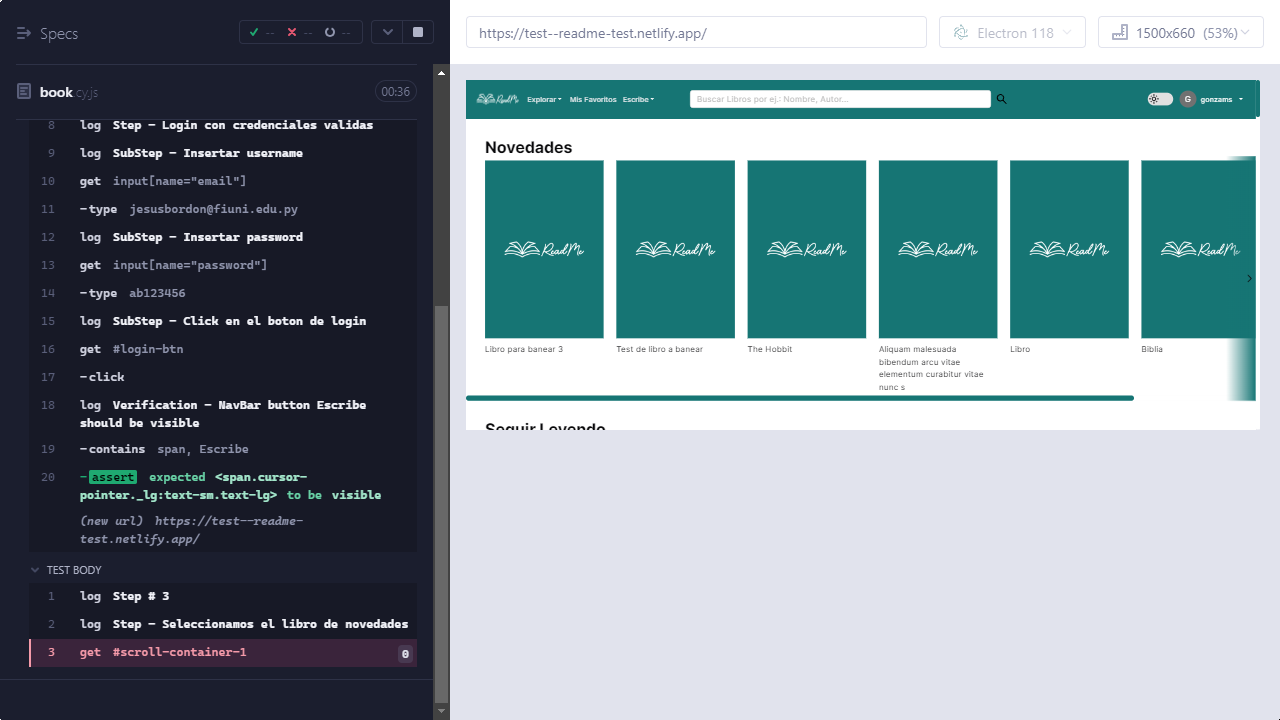 Specs
-- -- --
https://test--readme-test.netlify.app/
Electron 118
1500x660 (53%)
book.cy.js
00:36
8 log Step - Login con credenciales validas
9 log SubStep - Insertar username
10 get input[name="email"]
11 -type jesusbordon@fiuni.edu.py
12 log SubStep - Insertar password
13 get input[name="password"]
14 -type ab123456
15 log SubStep - Click en el boton de login
16 get #login-btn
17 -click
18 log Verification - NavBar button Escribe
should be visible
19 -contains span, Escribe
20 -assert expected <span.cursor-
pointer._lg:text-sm.text-lg> to be visible
(new url) https://test--readme-
test.netlify.app/
TEST BODY
1 log Step # 3
2 log Step - Seleccionamos el libro de novedades
3 get #scroll-container-1 0
ReadMe Explorar Mis Favoritos Escribe Buscar Libros por ej.: Nombre, Autor... G gonzams
Novedades
ReadMe ReadMe ReadMe ReadMe ReadMe ReadMe
Libro para banear 3
Test de libro a banear
The Hobbit
Aliquam malesuada
bibendum arcu vitae
elementum curabitur vitae
nunc s
Libro
Biblia
Seguir Leyendo